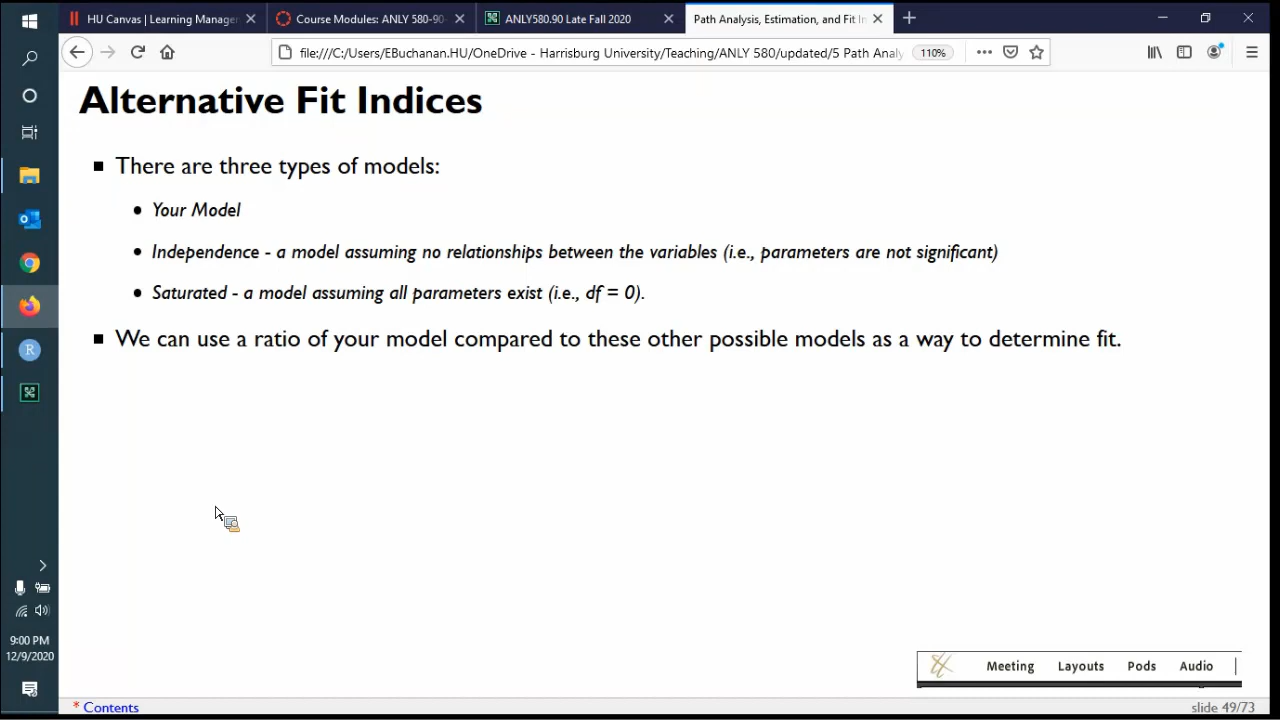 HU Canvas | Learning Manage
Course Modules: ANLY 580-90-
ANLY580.90 Late Fall 2020
Path Analysis, Estimation, and Fit In
file:///C:/Users/EBuchanan.HU/OneDrive - Harrisburg University/Teaching/ANLY 580/updated/5 Path Analy
110%
Alternative Fit Indices
There are three types of models:
Your Model
Independence - a model assuming no relationships between the variables (i.e., parameters are not significant)
Saturated - a model assuming all parameters exist (i.e., df = 0).
We can use a ratio of your model compared to these other possible models as a way to determine fit.
9:00 PM
12/9/2020
Meeting Layouts Pods Audio
* Contents
slide 49/73